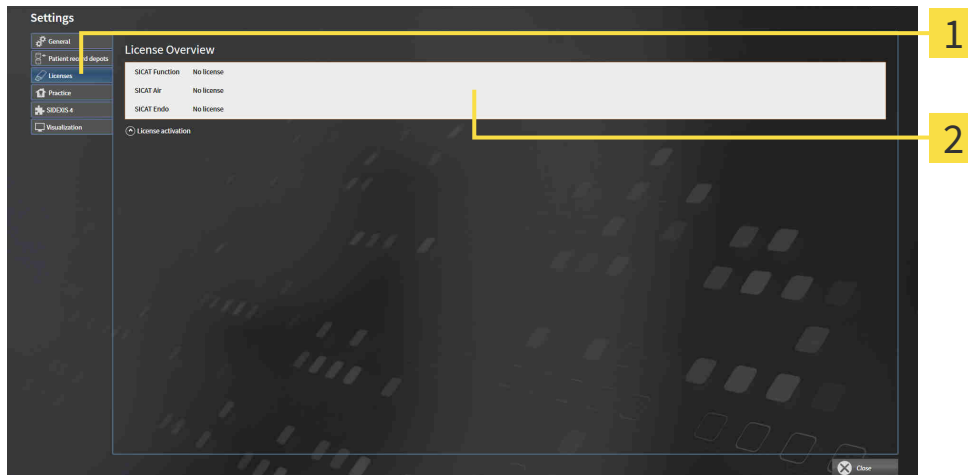 Settings
General
Patient record depots
Licenses
Practice
SIDEXIS 4
Visualization
License Overview
SICAT Function No license
SICAT Air No license
SICAT Endo No license
License activation
Close
1
2